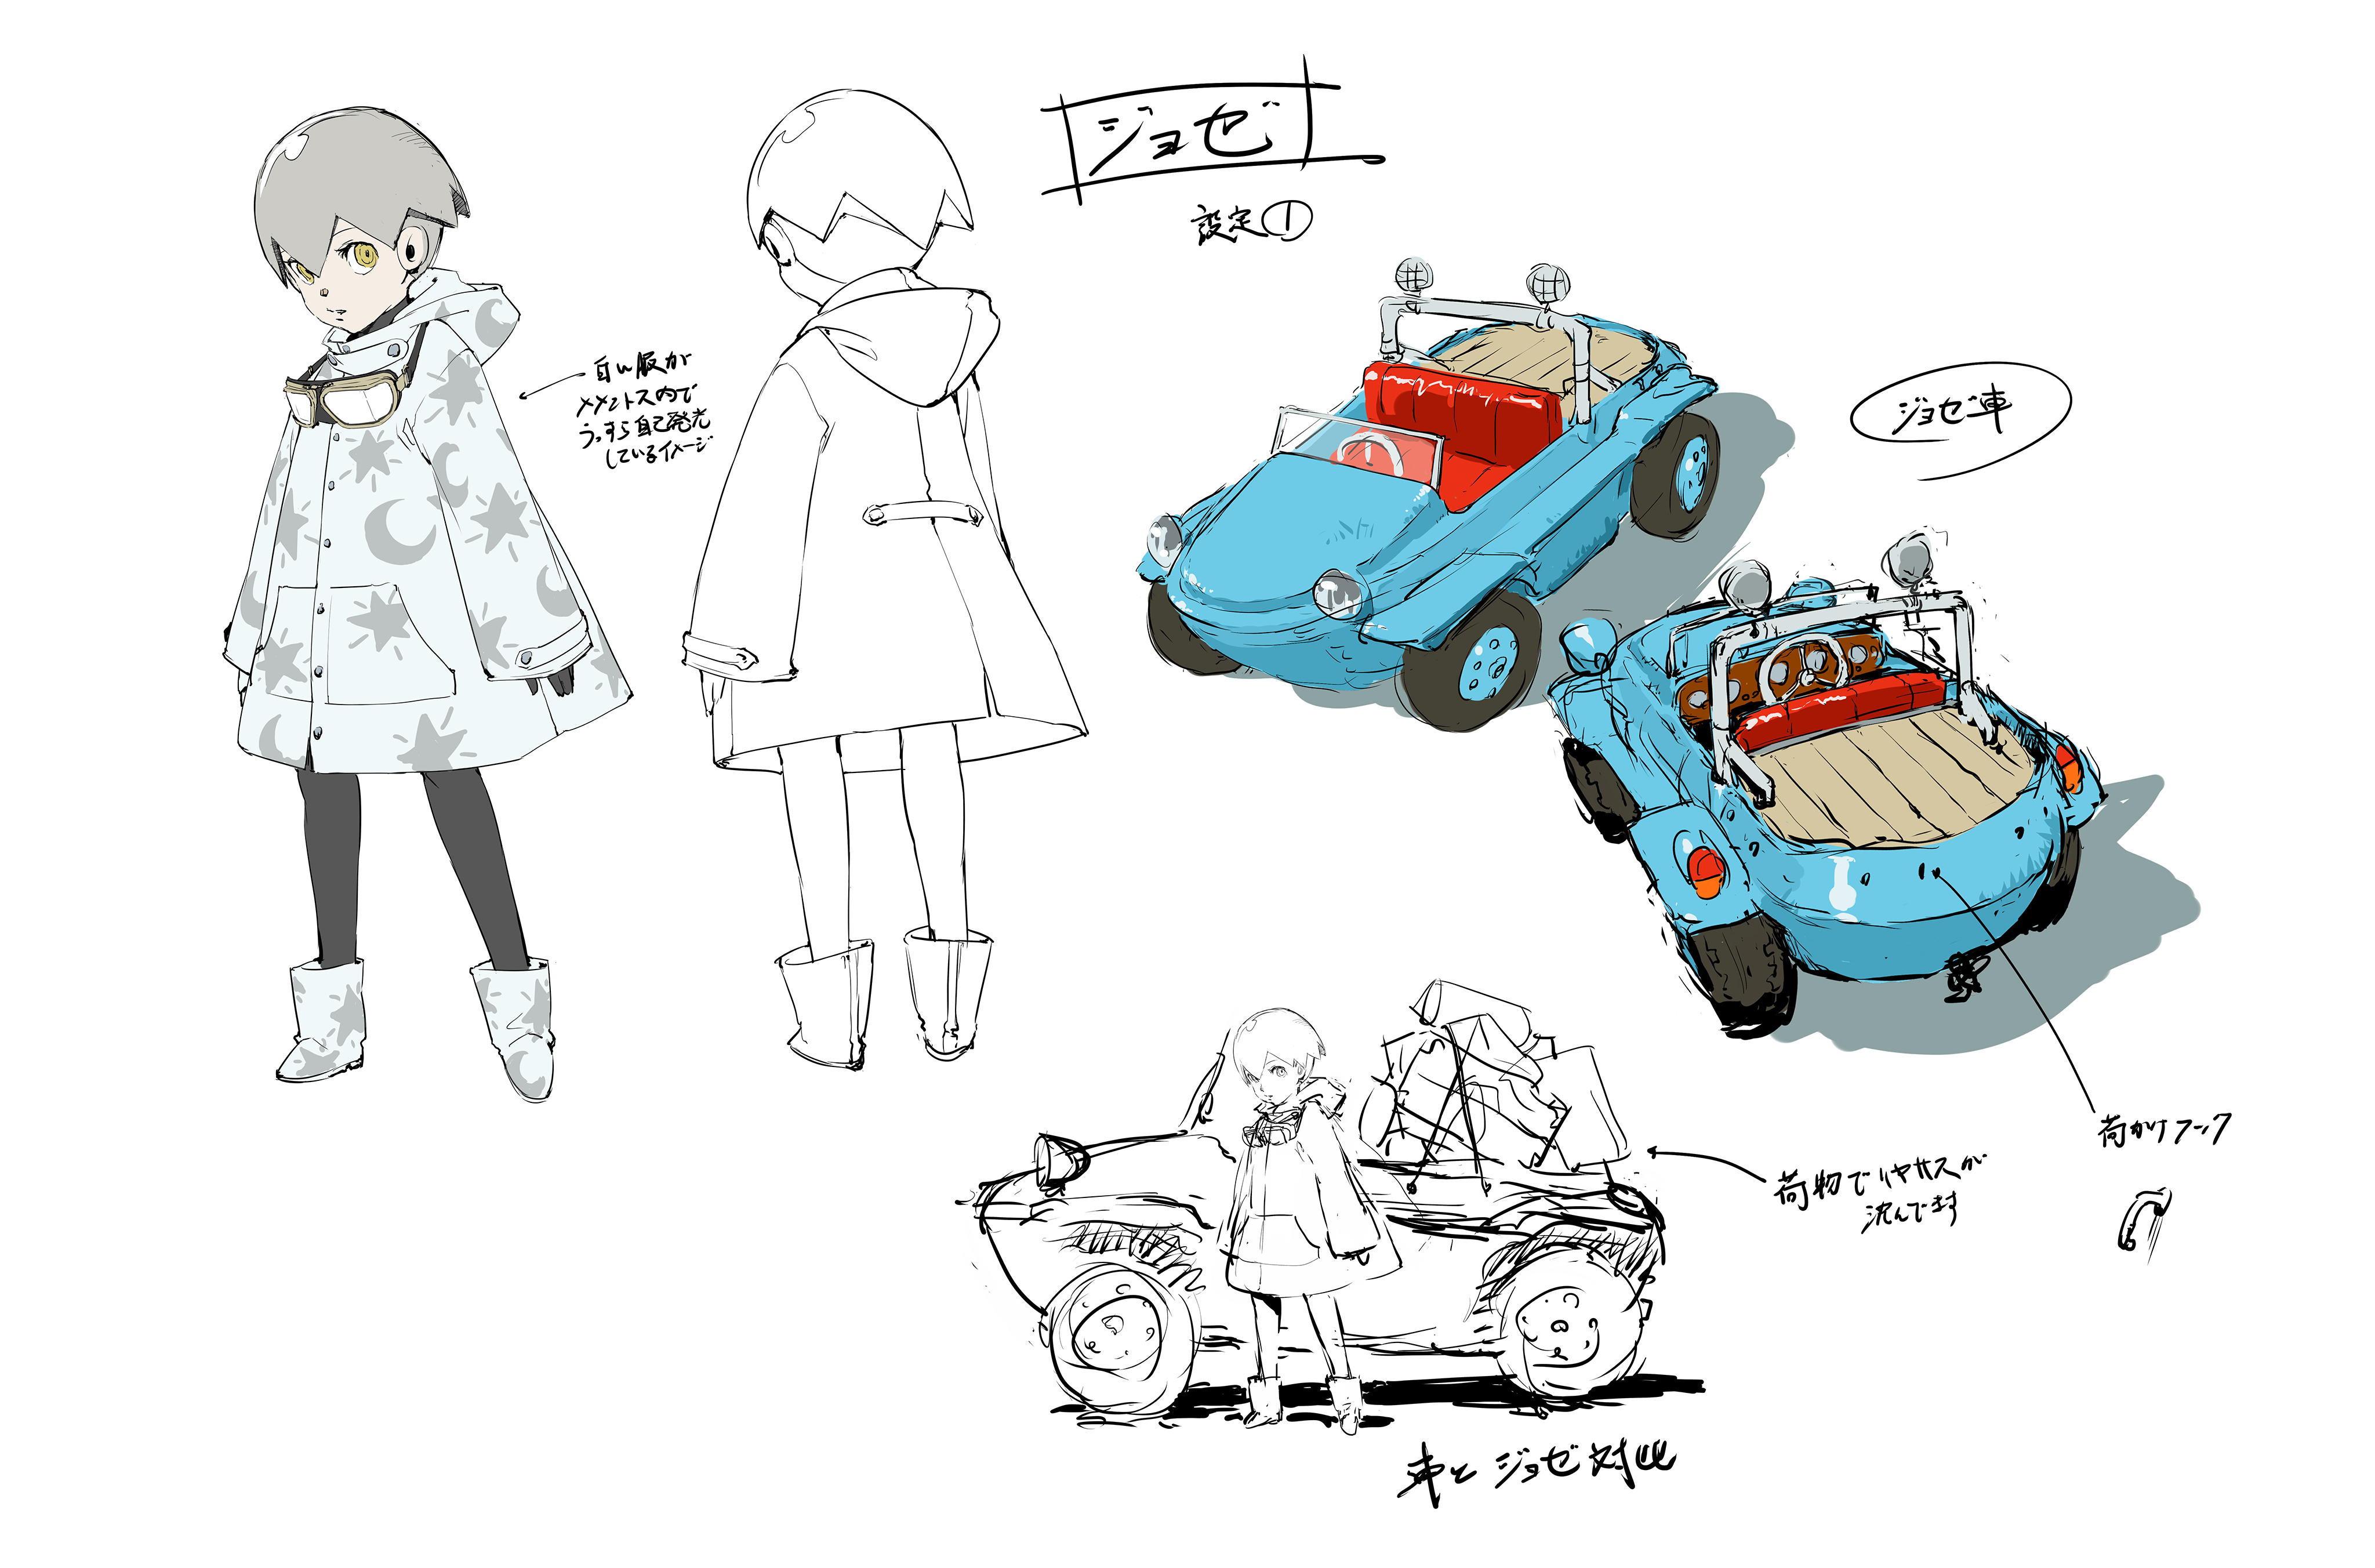 ジョゼ
設定①
白い服が
メメントス内で
うっすら自己発光
しているイメージ
ジョゼ車
荷かけフック
荷物でリヤサスが
沈んでます
車とジョゼ対比